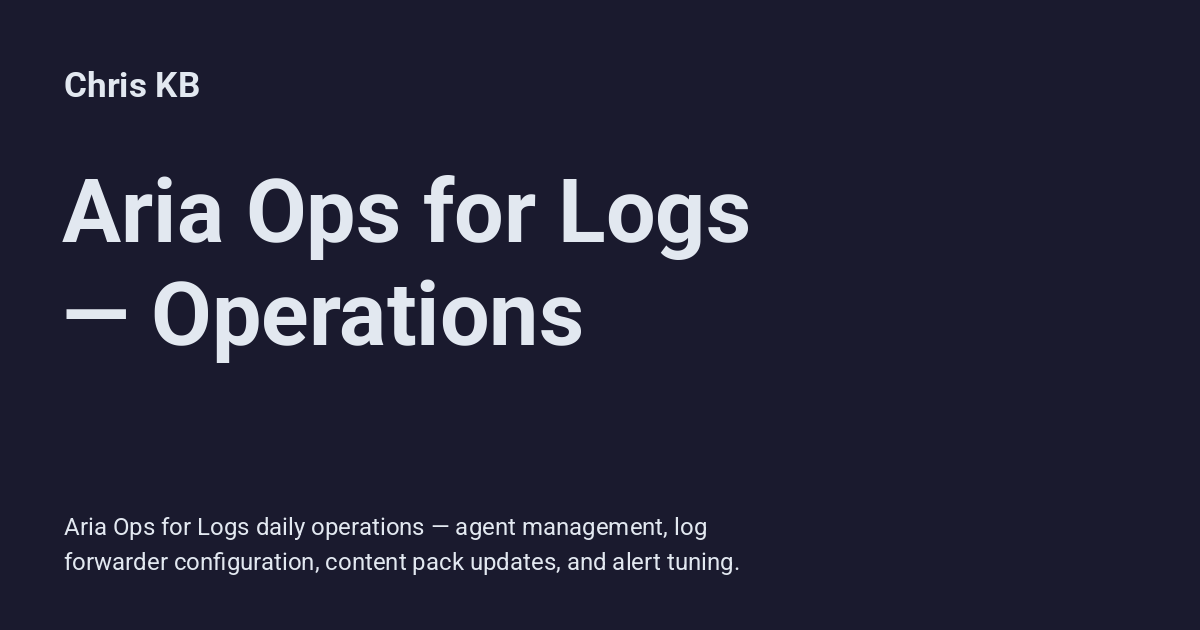 Chris KB
Aria Ops for Logs
— Operations
Aria Ops for Logs daily operations — agent management, log
forwarder configuration, content pack updates, and alert tuning.